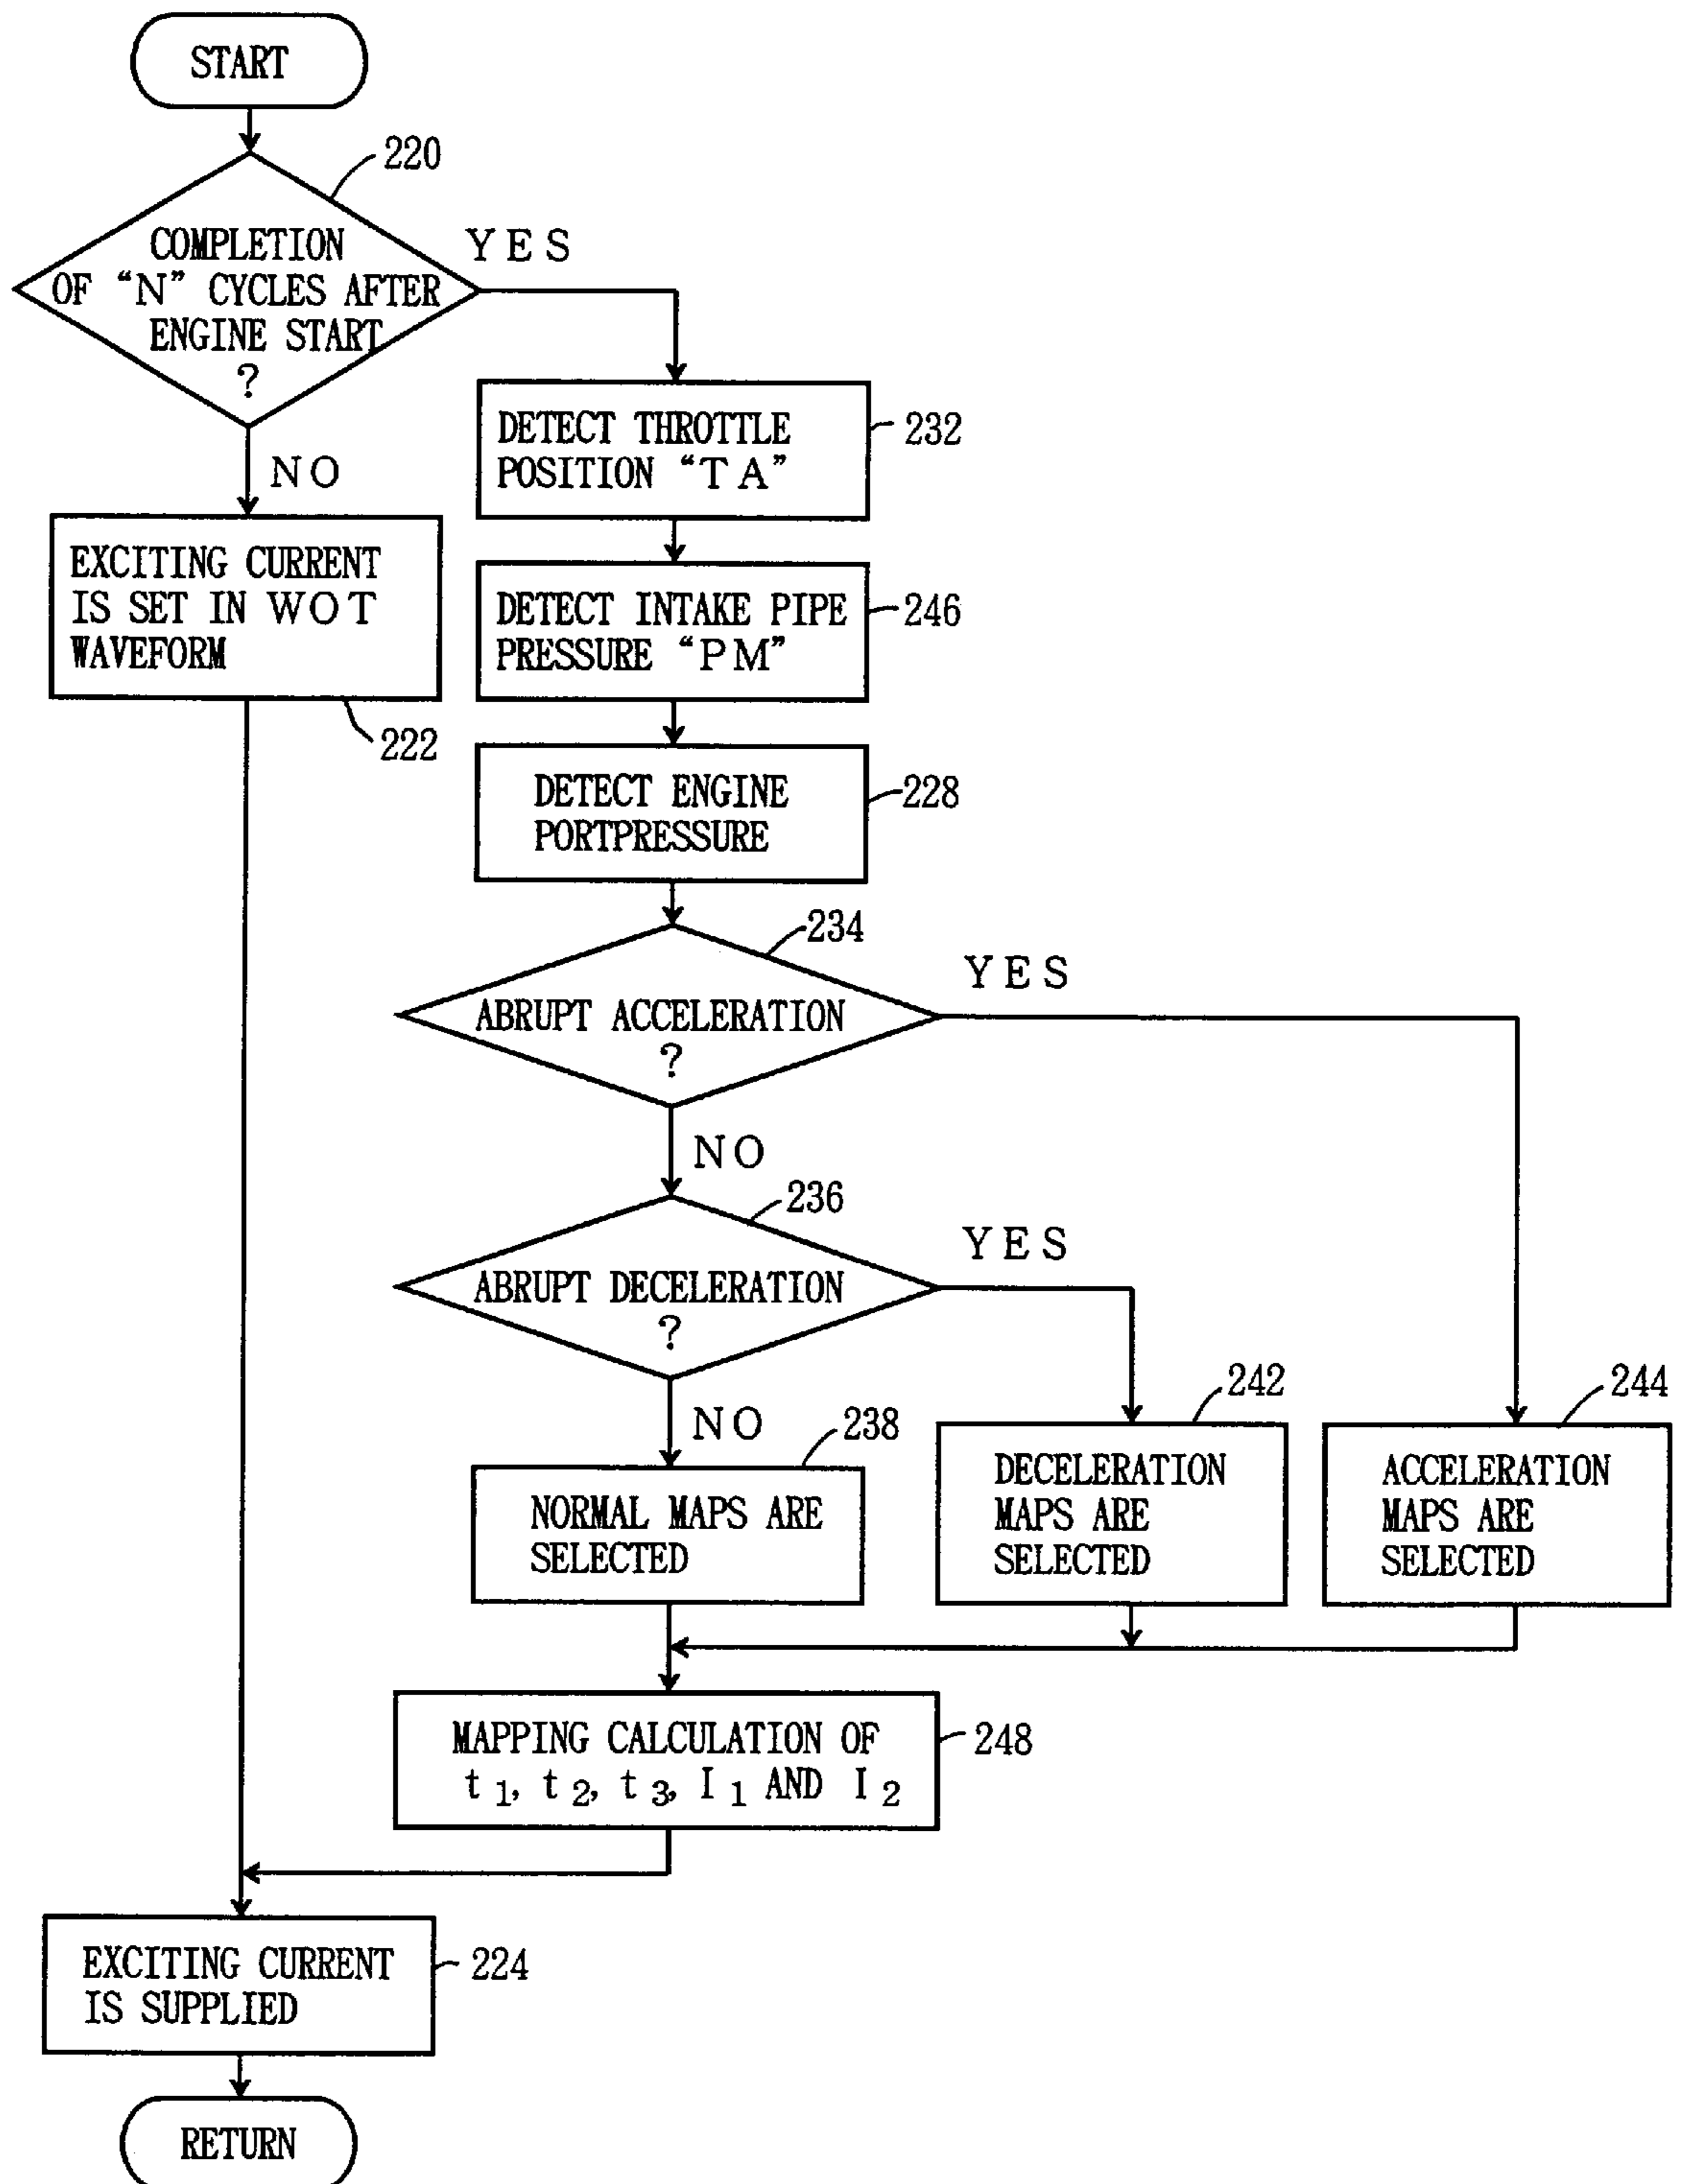 START
220
COMPLETION
OF “N” CYCLES AFTER
ENGINE START
?
YES
NO
DETECT THROTTLE
POSITION “TA”
232
EXCITING CURRENT
IS SET IN WOT
WAVEFORM
222
DETECT INTAKE PIPE
PRESSURE “PM”
246
DETECT ENGINE
PORTPRESSURE
228
234
ABRUPT ACCELERATION
?
YES
NO
236
ABRUPT DECELERATION
?
YES
NO
238
NORMAL MAPS ARE
SELECTED
242
DECELERATION
MAPS ARE
SELECTED
244
ACCELERATION
MAPS ARE
SELECTED
MAPPING CALCULATION OF
t₁, t₂, t₃, I₁ AND I₂
248
EXCITING CURRENT
IS SUPPLIED
224
RETURN